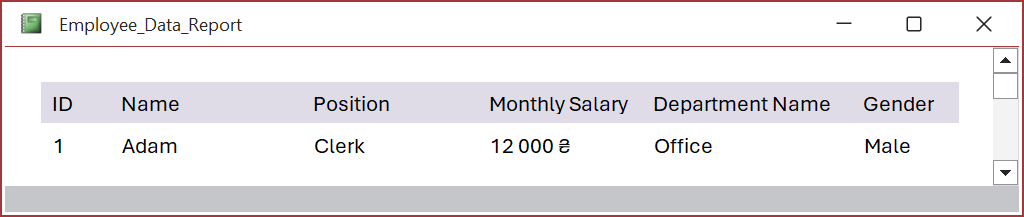 Employee_Data_Report
ID Name Position Monthly Salary Department Name Gender
1 Adam Clerk 12 000 ₴ Office Male